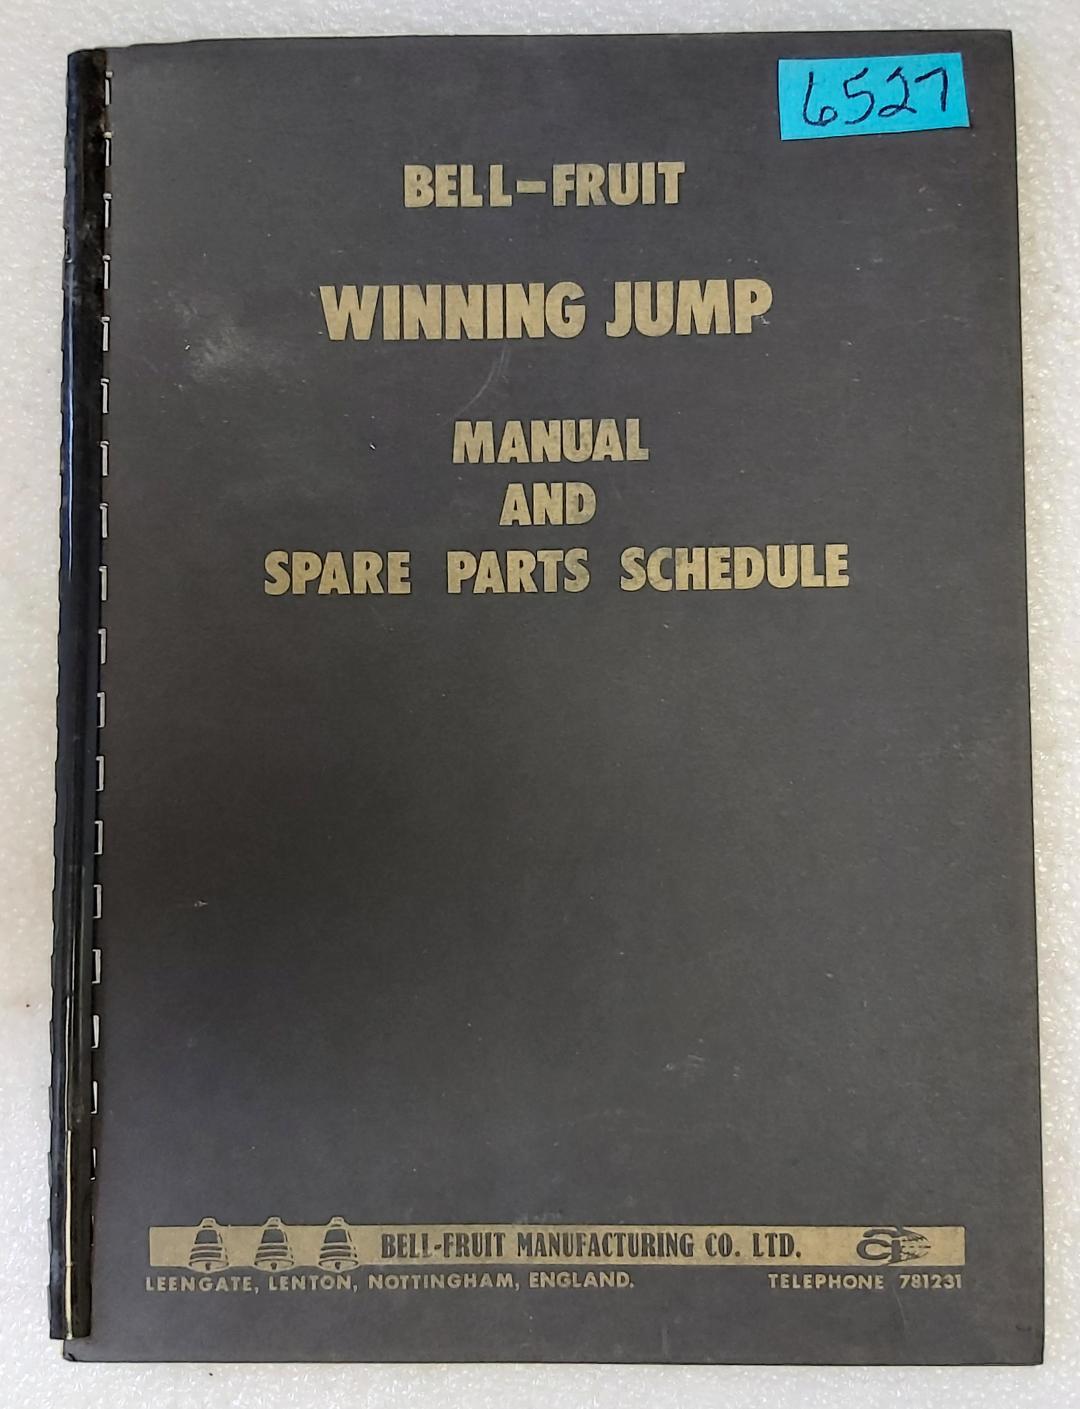 6527
BELL-FRUIT
WINNING JUMP
MANUAL
AND
SPARE PARTS SCHEDULE
BELL-FRUIT MANUFACTURING CO. LTD.
LEENGATE, LENTON, NOTTINGHAM, ENGLAND.
TELEPHONE 781231